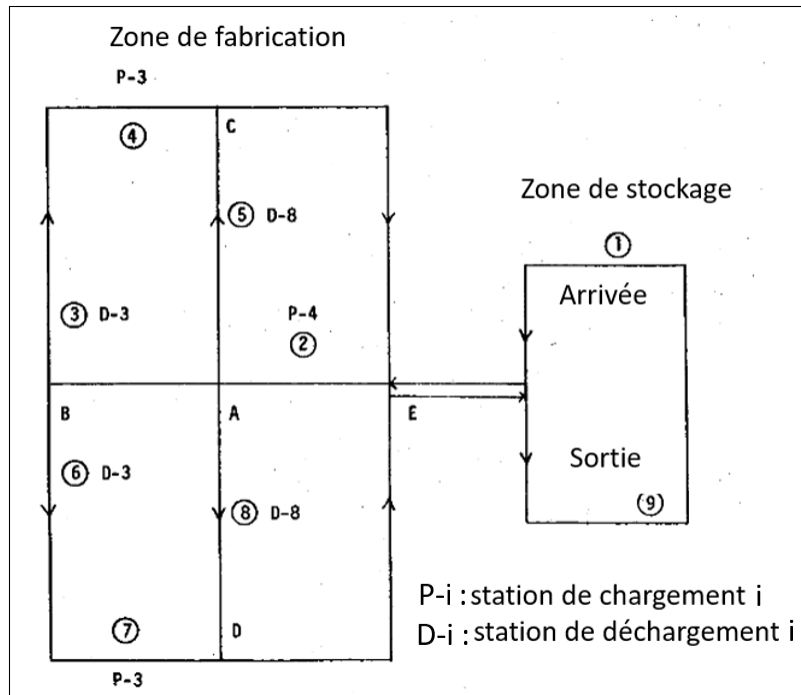 Zone de fabrication
P-3
4
C
Zone de stockage
5 D-8
1
Arrivée
3 D-3
P-4
2
B
A
E
6 D-3
Sortie
8 D-8
(9)
P-i : station de chargement i
D-i : station de déchargement i
7
D
P-3